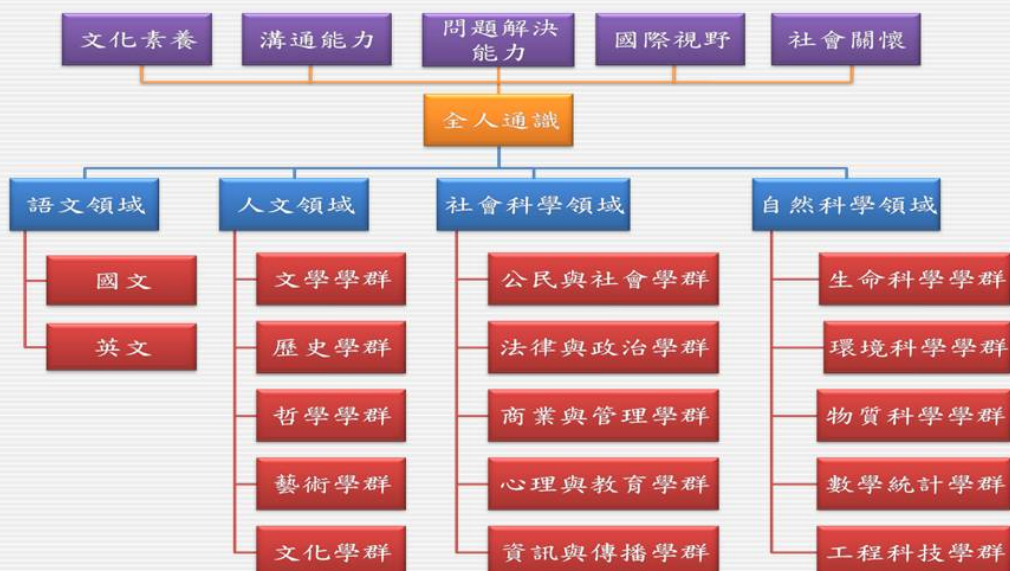 文化素養
溝通能力
問題解決
能力
國際視野
社會關懷
全人通識
語文領域
人文領域
社會科學領域
自然科學領域
國文
英文
文學學群
歷史學群
哲學學群
藝術學群
文化學群
公民與社會學群
法律與政治學群
商業與管理學群
心理與教育學群
資訊與傳播學群
生命科學學群
環境科學學群
物質科學學群
數學統計學群
工程科技學群